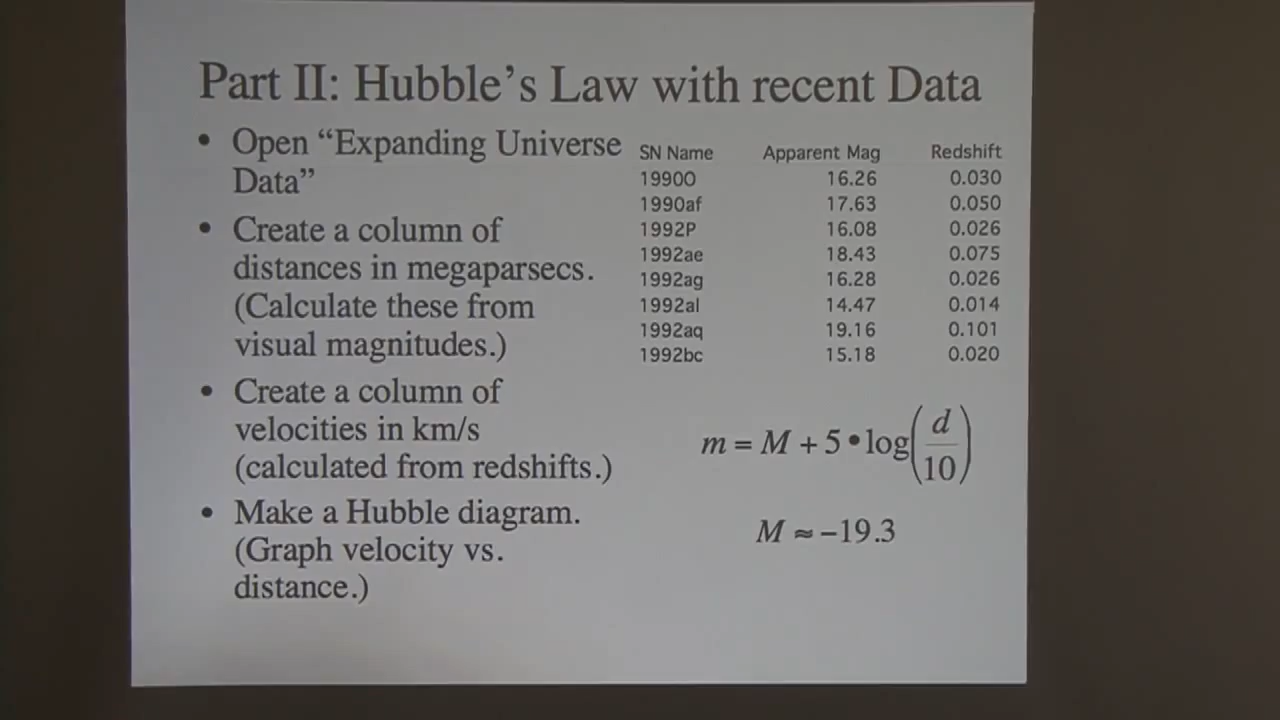 Part II: Hubble's Law with recent Data
• Open “Expanding Universe
Data”
• Create a column of
distances in megaparsecs.
(Calculate these from
visual magnitudes.)
• Create a column of
velocities in km/s
(calculated from redshifts.)
• Make a Hubble diagram.
(Graph velocity vs.
distance.)
SN Name Apparent Mag Redshift
1990O 16.26 0.030
1990af 17.63 0.050
1992P 16.08 0.026
1992ae 18.43 0.075
1992ag 16.28 0.026
1992al 14.47 0.014
1992aq 19.16 0.101
1992bc 15.18 0.020
m = M + 5•log(d/10)
M ≈ −19.3